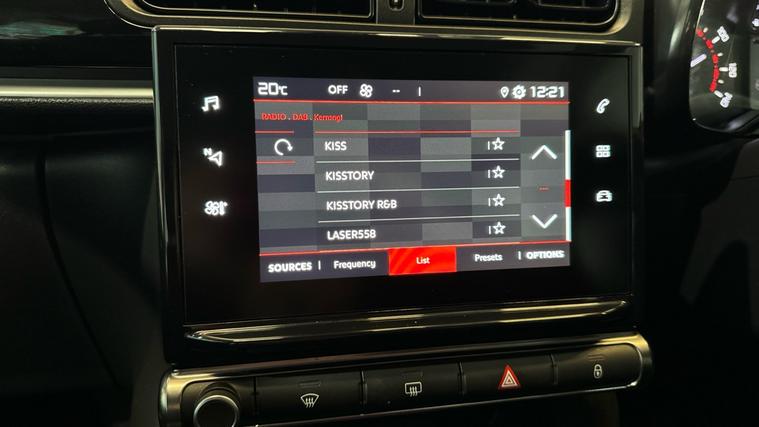 20°C OFF -- 12:21
RADIO . DAB . Kerrang!
KISS
KISSTORY
KISSTORY R&B
LASER558
SOURCES Frequency List Presets OPTIONS
N